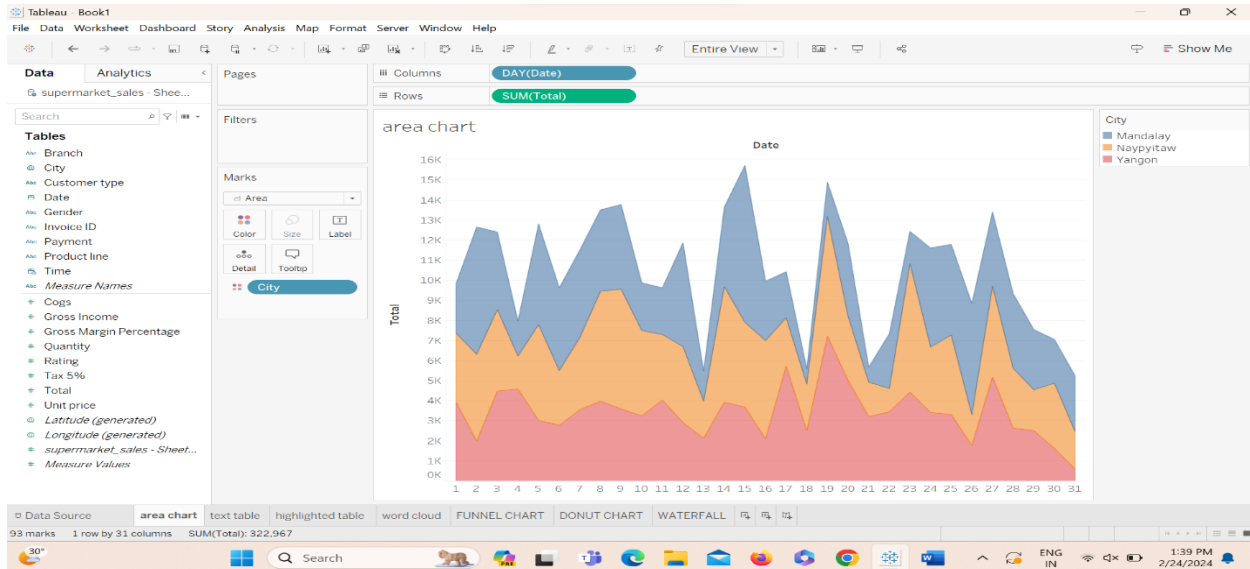 Tableau - Book1
File Data Worksheet Dashboard Story Analysis Map Format Server Window Help
Entire View
Show Me
Data Analytics
supermarket_sales - Shee...
Search
Tables
Abc Branch
City
Abc Customer type
Date
Abc Gender
Abc Invoice ID
Abc Payment
Abc Product line
Time
Abc Measure Names
Cogs
Gross Income
Gross Margin Percentage
Quantity
Rating
Tax 5%
Total
Unit price
Latitude (generated)
Longitude (generated)
supermarket_sales - Sheet...
Measure Values
Pages
Filters
Marks
Area
Color Size Label
Detail Tooltip
City
Columns DAY(Date)
Rows SUM(Total)
area chart
Date
16K
15K
14K
13K
12K
11K
10K
9K
8K
7K
6K
5K
4K
3K
2K
1K
0K
Total
1 2 3 4 5 6 7 8 9 10 11 12 13 14 15 16 17 18 19 20 21 22 23 24 25 26 27 28 29 30 31
City
Mandalay
Naypyitaw
Yangon
Data Source area chart text table highlighted table word cloud FUNNEL CHART DONUT CHART WATERFALL
93 marks 1 row by 31 columns SUM(Total): 322,967
30°
Search
PRE
ENG
IN
1:39 PM
2/24/2024